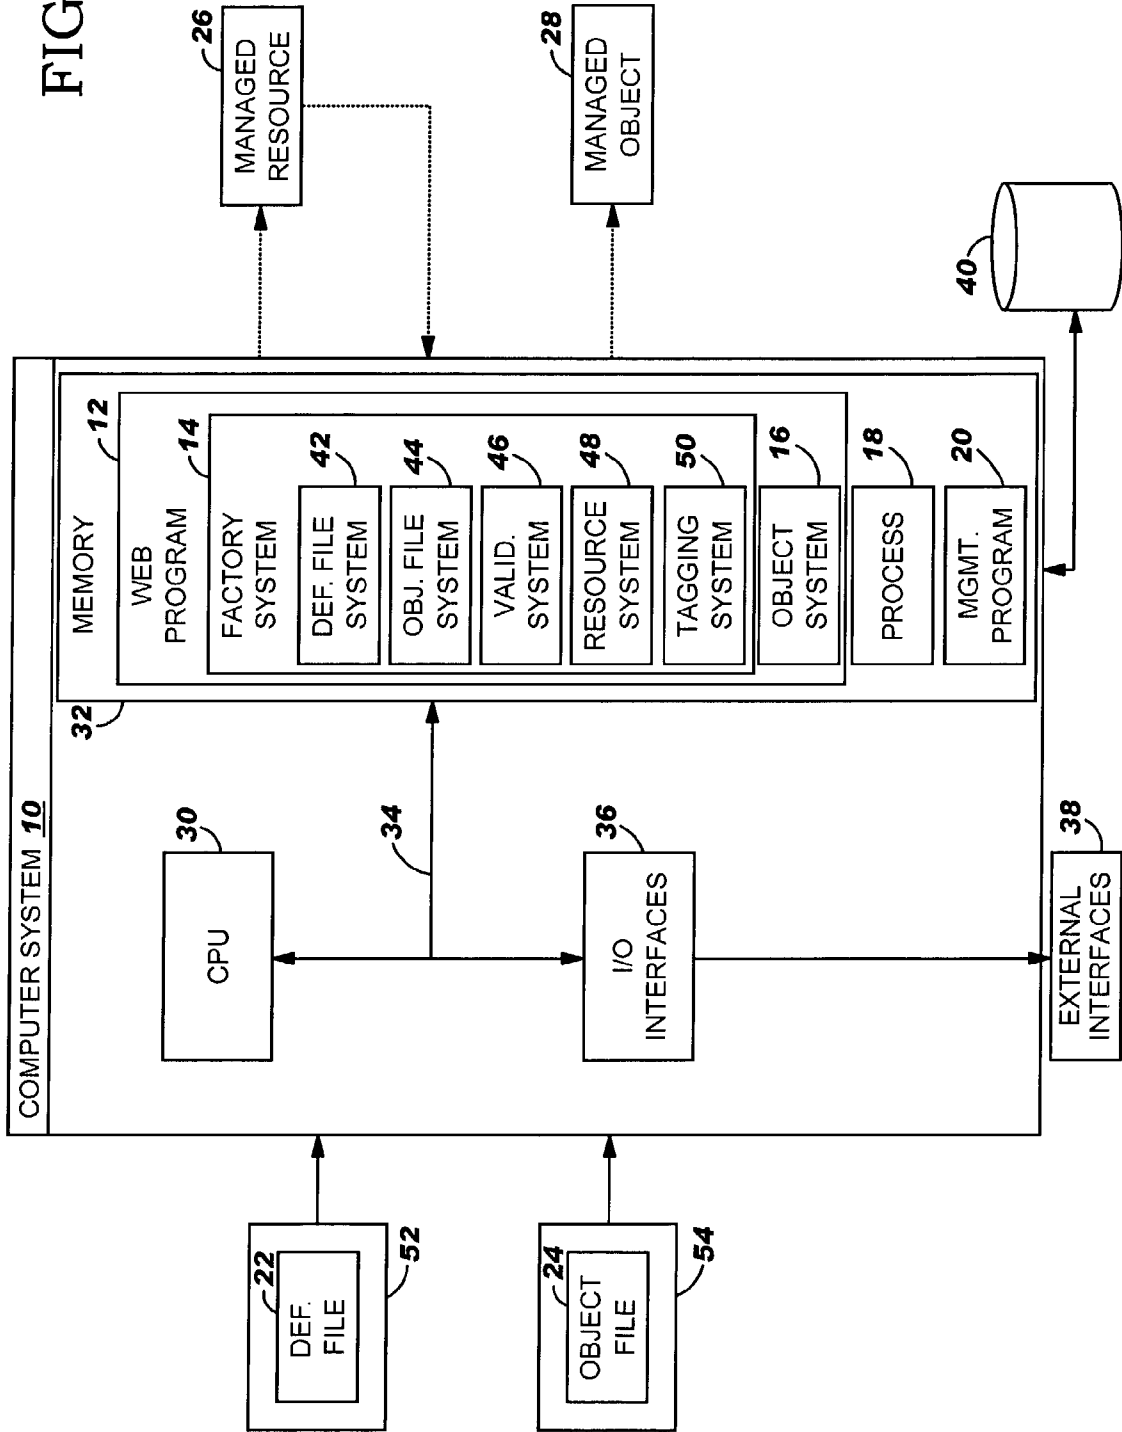 FIG
COMPUTER SYSTEM 10
22
DEF.
FILE
52
24
OBJECT
FILE
54
30
CPU
34
36
I/O
INTERFACES
38
EXTERNAL
INTERFACES
32
MEMORY
12
WEB
PROGRAM
14
FACTORY
SYSTEM
42
DEF. FILE
SYSTEM
44
OBJ. FILE
SYSTEM
46
VALID.
SYSTEM
48
RESOURCE
SYSTEM
50
TAGGING
SYSTEM
16
OBJECT
SYSTEM
18
PROCESS
20
MGMT.
PROGRAM
26
MANAGED
RESOURCE
28
MANAGED
OBJECT
40